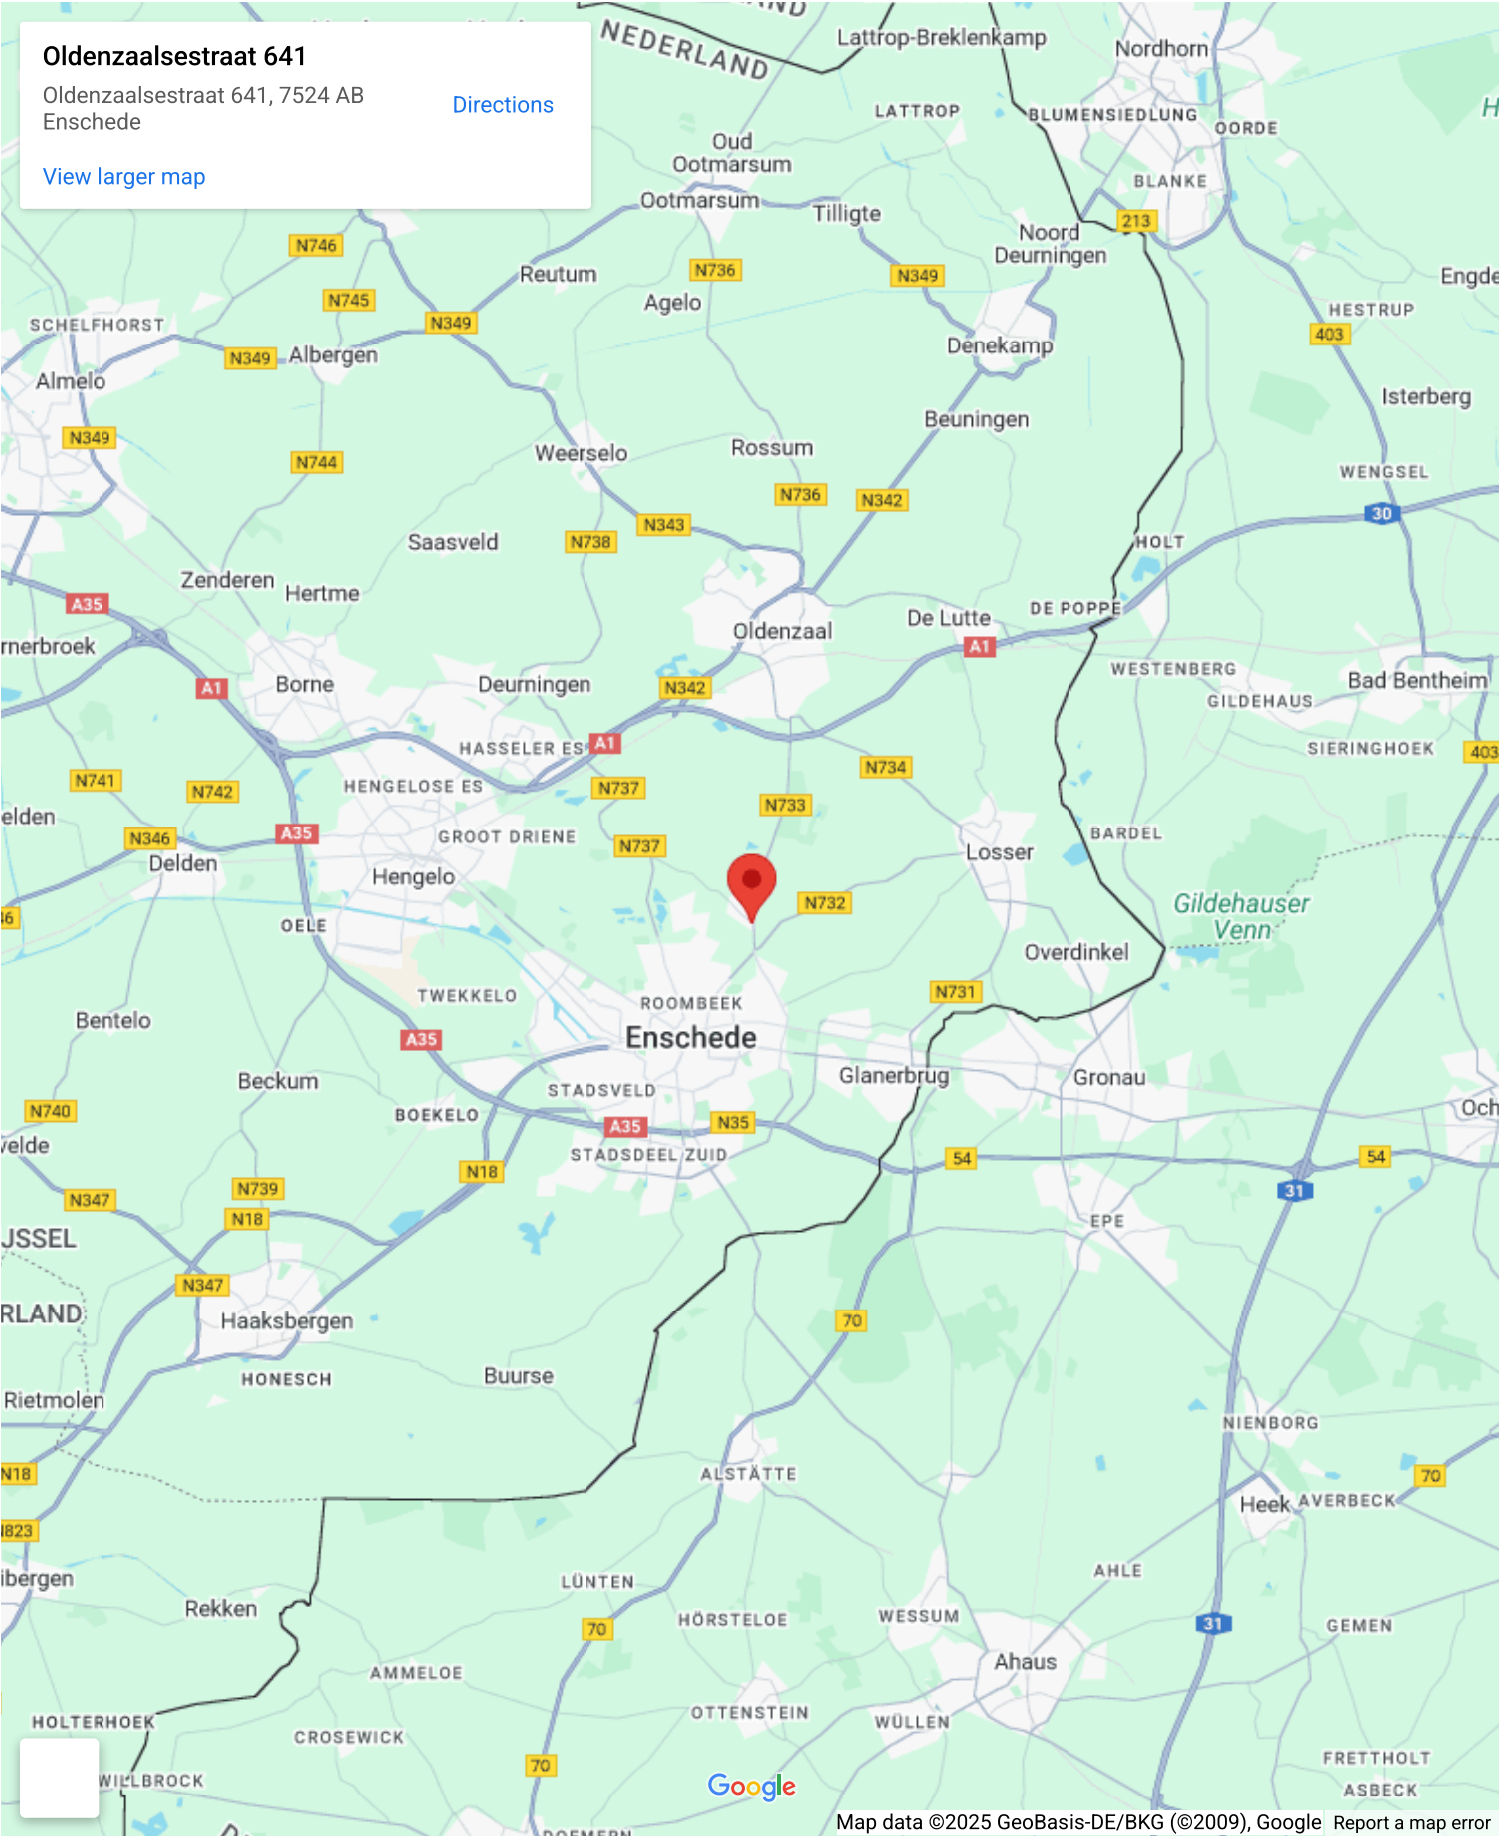 Oldenzaalsestraat 641
Oldenzaalsestraat 641, 7524 AB
Enschede
Directions
View larger map
NEDERLAND
Lattrop-Breklenkamp
Nordhorn
LATTROP
BLUMENSIEDLUNG
OORDE
Oud
Ootmarsum
BLANKE
Ootmarsum
Tilligte
213
N746
Noord
Deurningen
Reutum
N736
N349
Engde
N745
Agelo
HESTRUP
SCHELFHORST
N349
403
N349
Albergen
Denekamp
Almelo
Isterberg
Beuningen
N349
Weerselo
Rossum
N744
WENGSEL
N736
N342
30
N343
Saasveld
N738
HOLT
Zenderen
Hertme
A35
DE POPPE
De Lutte
Oldenzaal
rnerbroek
A1
WESTENBERG
Borne
Deurningen
N342
A1
Bad Bentheim
GILDEHAUS
HASSELER ES
A1
SIERINGHOEK
403
N741
N742
HENGELOSE ES
N737
N734
N733
elden
N346
A35
GROOT DRIENE
N737
BARDEL
Delden
Losser
Hengelo
N732
Gildehauser
Venn
46
OELE
Overdinkel
TWEKKELO
N731
ROOMBEEK
Bentelo
Enschede
A35
Beckum
STADSVELD
Glanerbrug
Gronau
N740
BOEKELO
Och
A35
N35
velde
STADSDEEL ZUID
54
54
N18
N739
31
N347
N18
EPE
JSSEL
N347
RLAND
Haaksbergen
70
HONESCH
Buurse
Rietmolen
NIENBORG
N18
ALSTÄTTE
70
Heek
AVERBECK
N823
ibergen
LÜNTEN
AHLE
Rekken
HÖRSTELOE
WESSUM
70
31
GEMEN
AMMELOE
Ahaus
OTTENSTEIN
HOLTERHOEK
WÜLLEN
CROSEWICK
FRETTHOLT
70
WILLBROCK
Google
ASBECK
Map data ©2025 GeoBasis-DE/BKG (©2009), Google
Report a map error